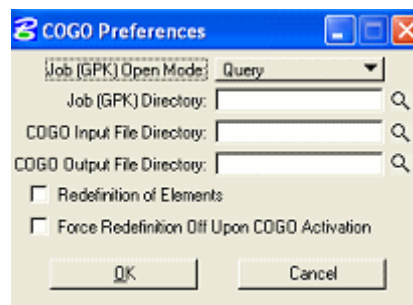 COGO Preferences
Job (GPK) Open Mode: Query
Job (GPK) Directory:
COGO Input File Directory:
COGO Output File Directory:
Redefinition of Elements
Force Redefinition Off Upon COGO Activation
OK Cancel